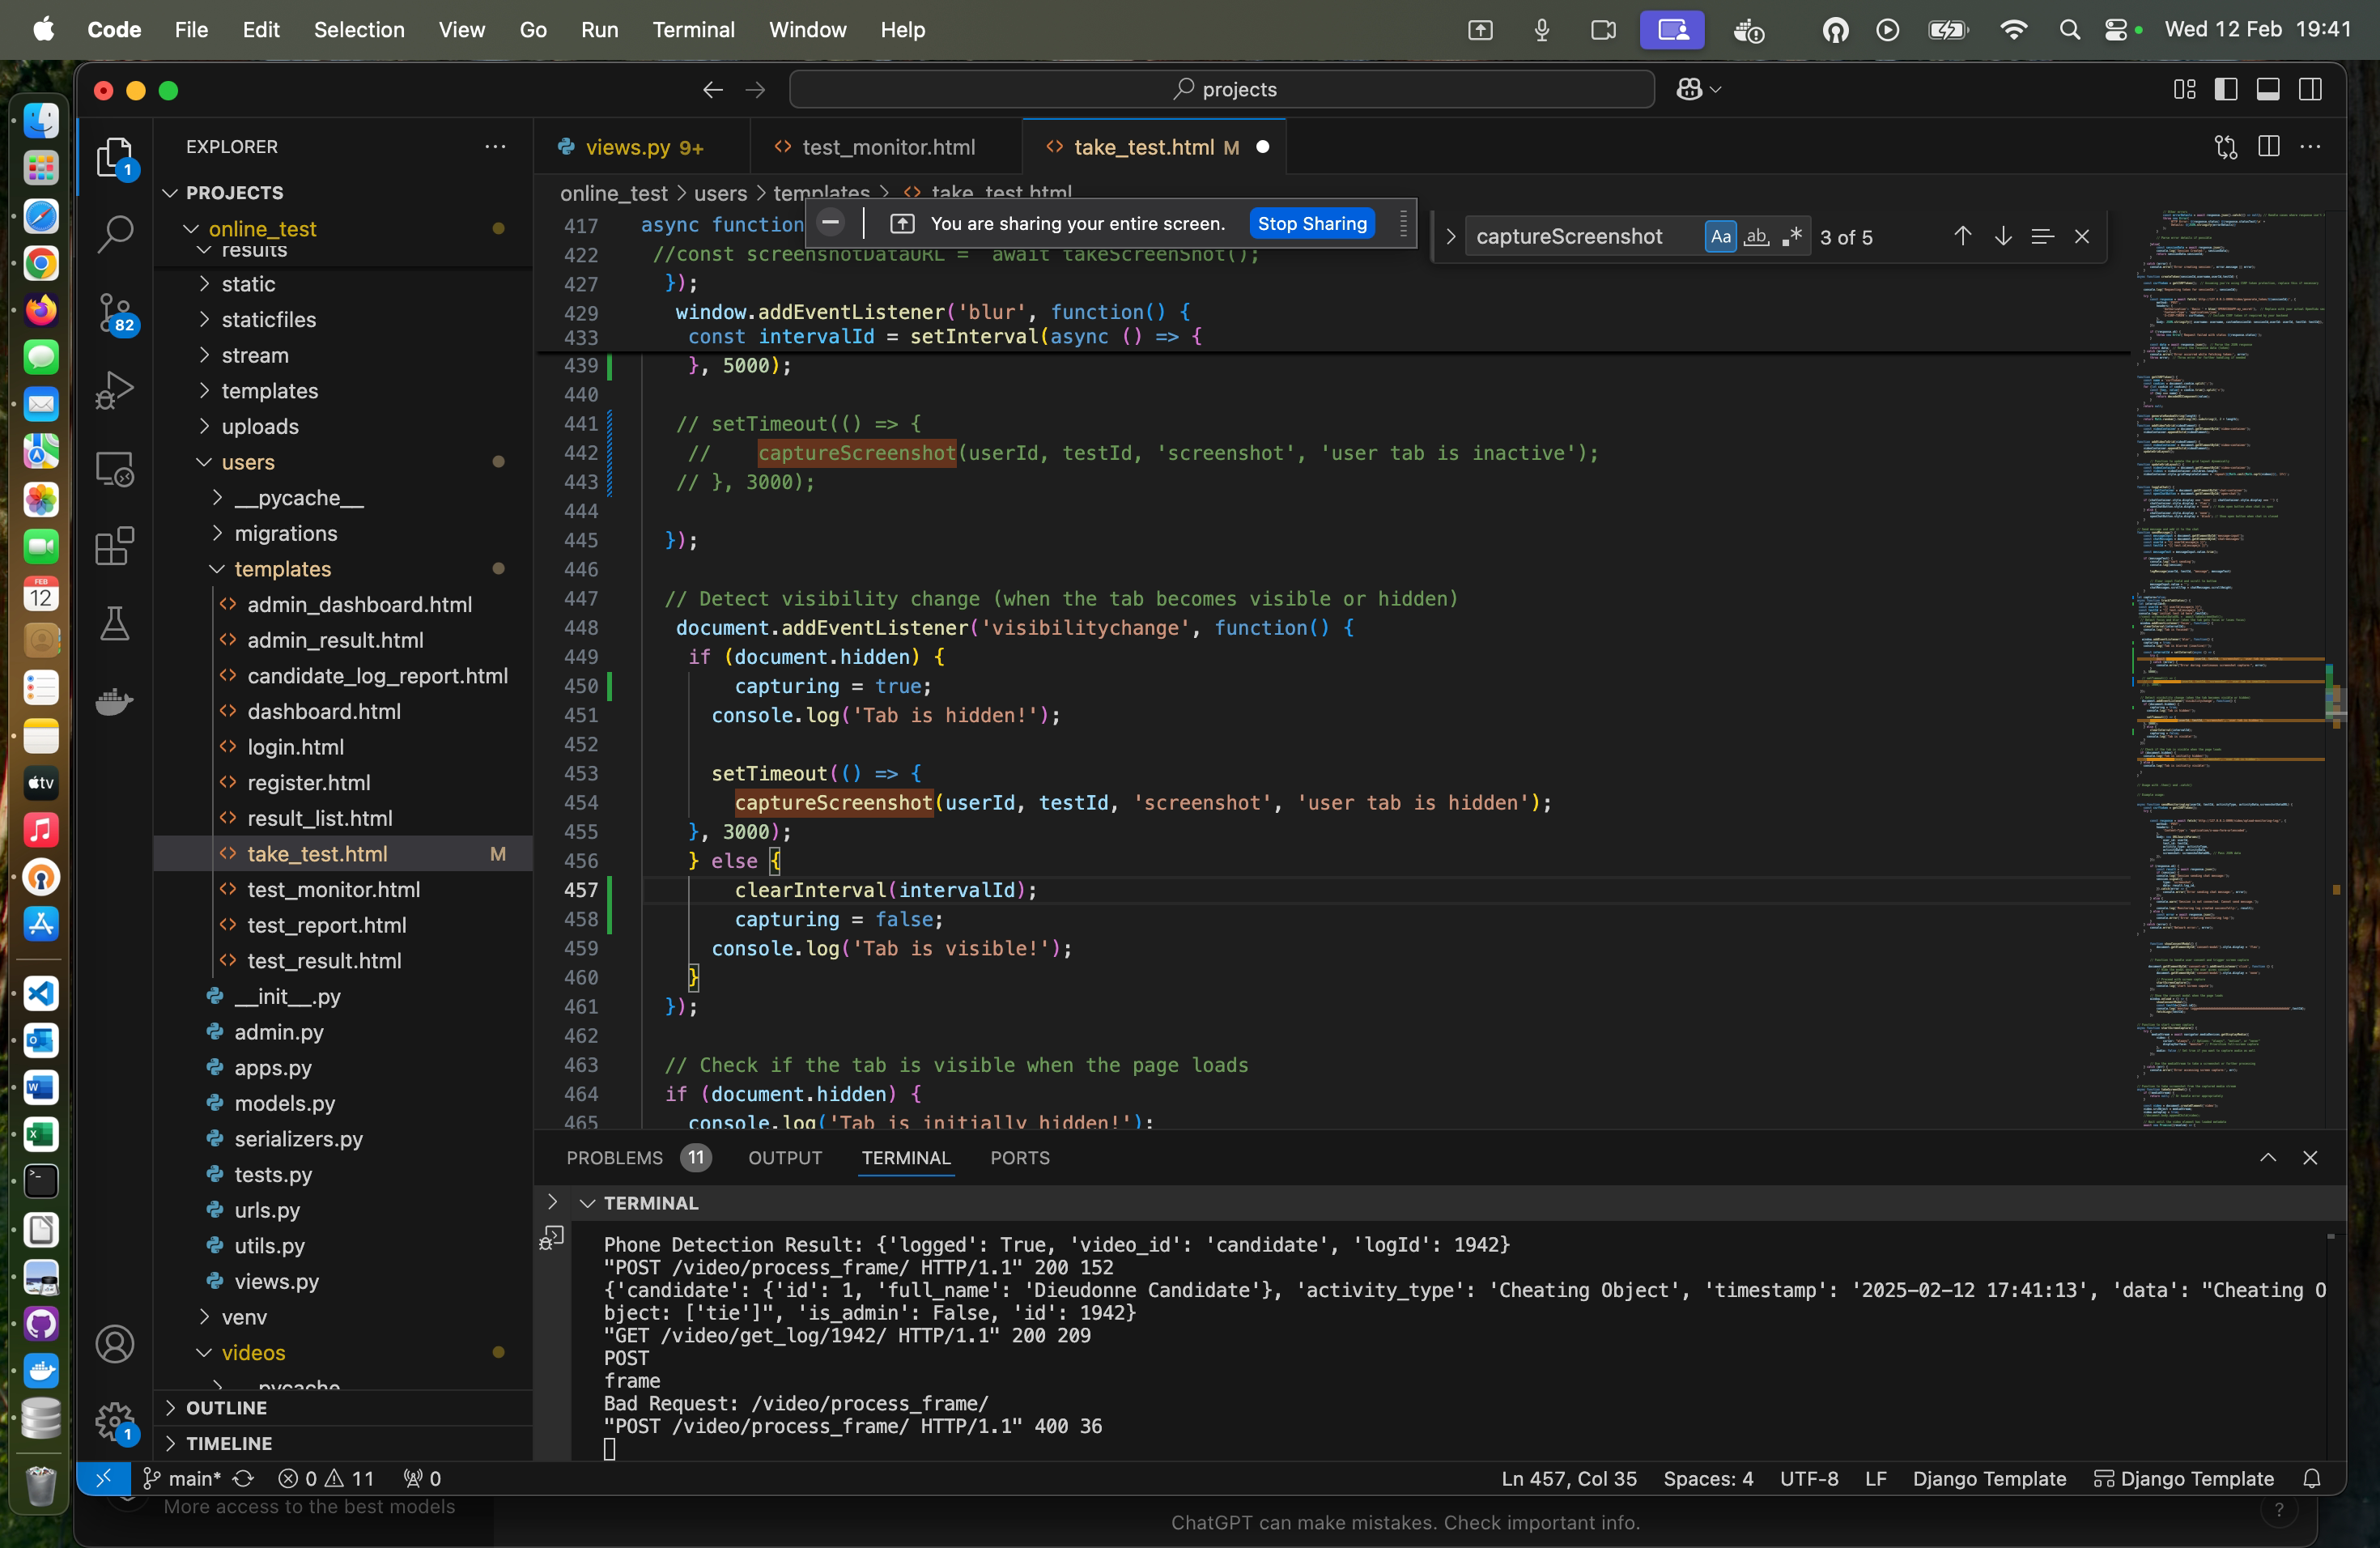 Code File Edit Selection View Go Run Terminal Window Help Wed 12 Feb 19:41
projects
EXPLORER
PROJECTS
online_test
results
static
staticfiles
stream
templates
uploads
users
__pycache__
migrations
templates
admin_dashboard.html
admin_result.html
candidate_log_report.html
dashboard.html
login.html
register.html
result_list.html
take_test.html M
test_monitor.html
test_report.html
test_result.html
__init__.py
admin.py
apps.py
models.py
serializers.py
tests.py
urls.py
utils.py
views.py
venv
videos
__pycache__
OUTLINE
TIMELINE
1
82
1
FEB
12
tv
views.py 9+ test_monitor.html take_test.html M
online_test > users > templates > take_test.html
You are sharing your entire screen. Stop Sharing
captureScreenshot Aa ab .* 3 of 5
417 async function
422 //const screenshotDataURL = await takeScreenShot();
427 });
429 window.addEventListener('blur', function() {
433 const intervalId = setInterval(async () => {
439 }, 5000);
440
441 // setTimeout(() => {
442 // captureScreenshot(userId, testId, 'screenshot', 'user tab is inactive');
443 // }, 3000);
444
445 });
446
447 // Detect visibility change (when the tab becomes visible or hidden)
448 document.addEventListener('visibilitychange', function() {
449 if (document.hidden) {
450 capturing = true;
451 console.log('Tab is hidden!');
452
453 setTimeout(() => {
454 captureScreenshot(userId, testId, 'screenshot', 'user tab is hidden');
455 }, 3000);
456 } else {
457 clearInterval(intervalId);
458 capturing = false;
459 console.log('Tab is visible!');
460 }
461 });
462
463 // Check if the tab is visible when the page loads
464 if (document.hidden) {
465 console.log('Tab is initially hidden!');
PROBLEMS 11 OUTPUT TERMINAL PORTS
TERMINAL
Phone Detection Result: {'logged': True, 'video_id': 'candidate', 'logId': 1942}
"POST /video/process_frame/ HTTP/1.1" 200 152
{'candidate': {'id': 1, 'full_name': 'Dieudonne Candidate'}, 'activity_type': 'Cheating Object', 'timestamp': '2025-02-12 17:41:13', 'data': "Cheating O
bject: ['tie']", 'is_admin': False, 'id': 1942}
"GET /video/get_log/1942/ HTTP/1.1" 200 209
POST
frame
Bad Request: /video/process_frame/
"POST /video/process_frame/ HTTP/1.1" 400 36
main* 0 11 0 Ln 457, Col 35 Spaces: 4 UTF-8 LF Django Template Django Template
More access to the best models
ChatGPT can make mistakes. Check important info.
?